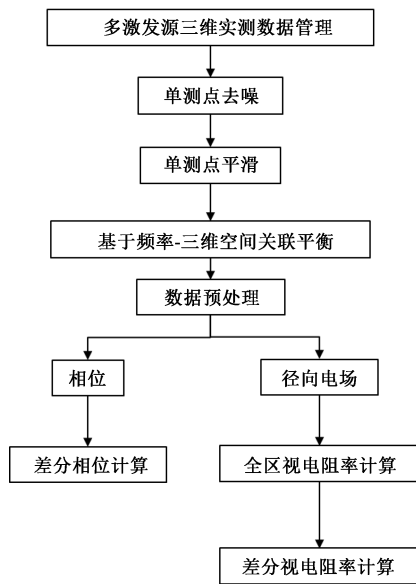 多激发源三维实测数据管理
单测点去噪
单测点平滑
基于频率-三维空间关联平衡
数据预处理
相位
径向电场
差分相位计算
全区视电阻率计算
差分视电阻率计算